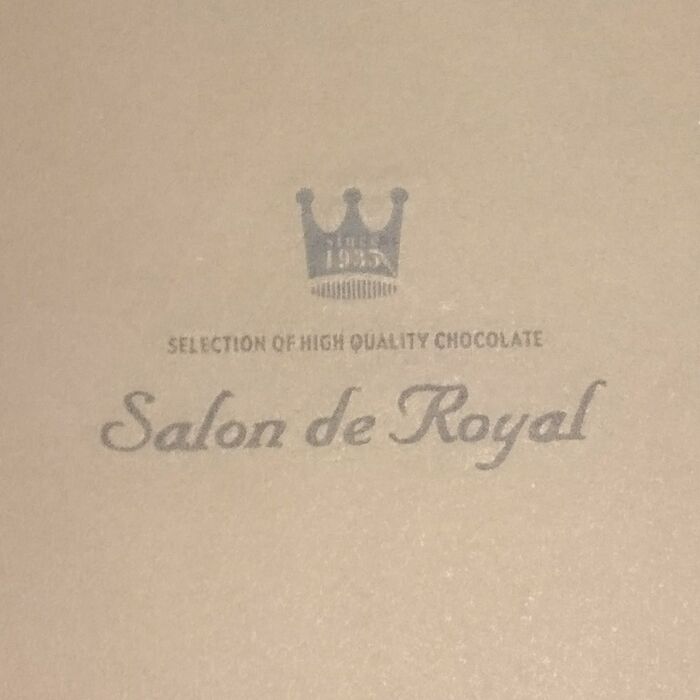 SINCE
1935
SELECTION OF HIGH QUALITY CHOCOLATE
Salon de Royal